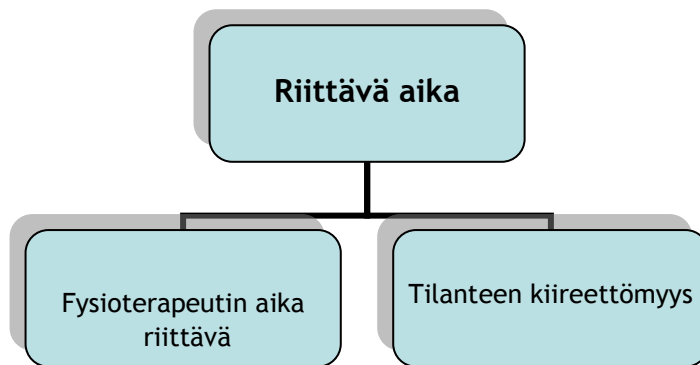 Riittävä aika
Fysioterapeutin aika
riittävä
Tilanteen kiireettömyys